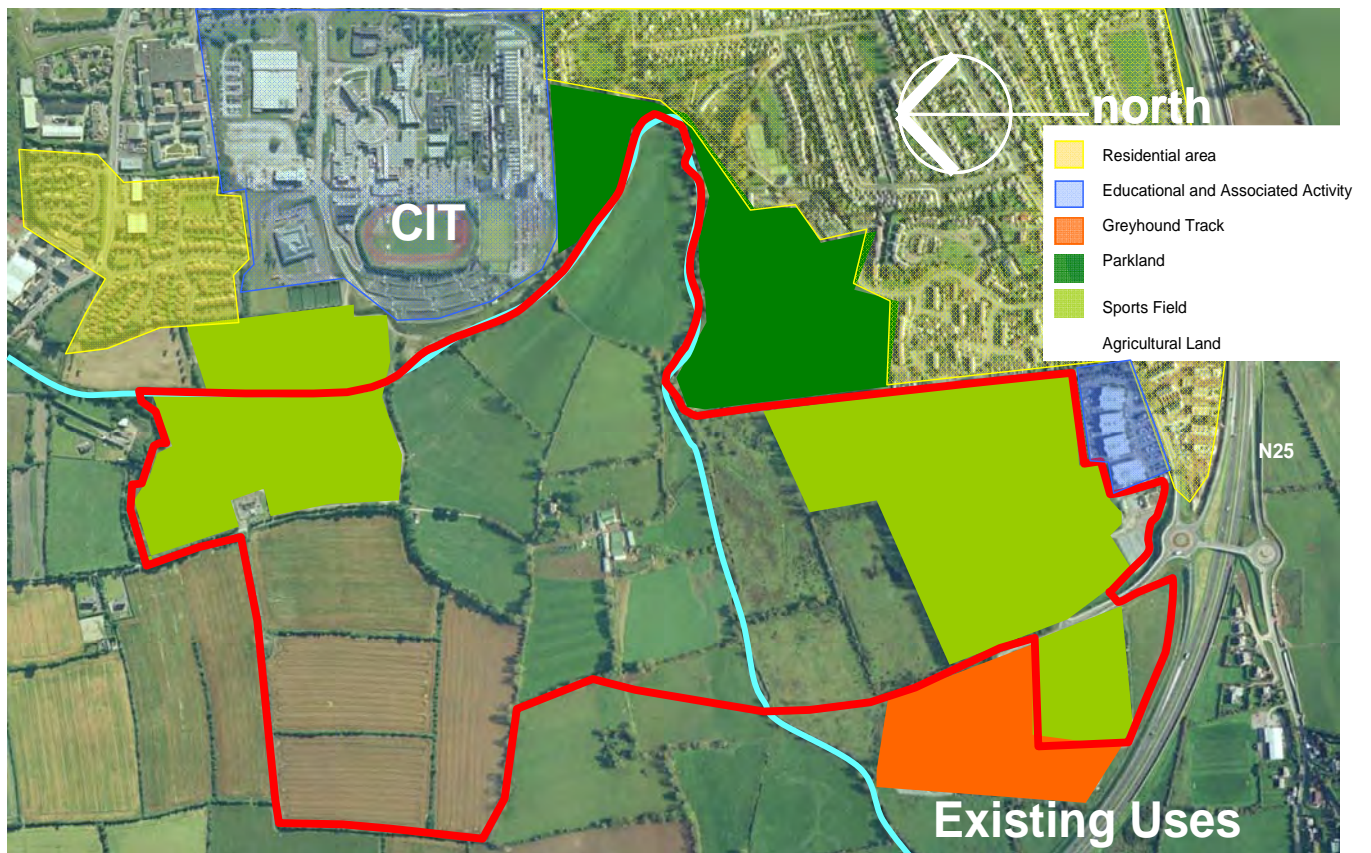 north
Residential area
Educational and Associated Activity
Greyhound Track
Parkland
Sports Field
Agricultural Land
CIT
N25
Existing Uses